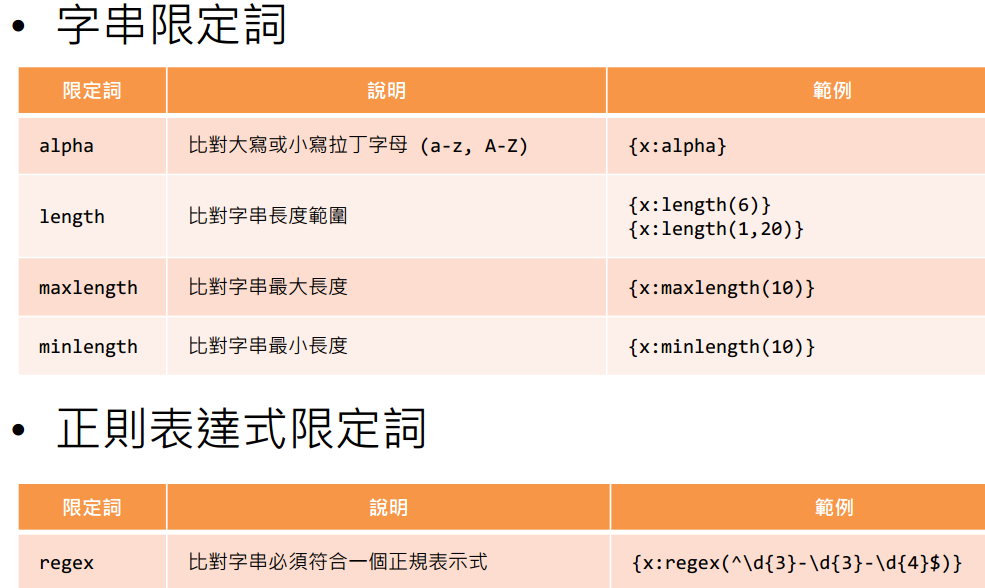 • 字串限定詞
限定詞 說明 範例
alpha 比對大寫或小寫拉丁字母 (a-z, A-Z) {x:alpha}
length 比對字串長度範圍 {x:length(6)}
{x:length(1,20)}
maxlength 比對字串最大長度 {x:maxlength(10)}
minlength 比對字串最小長度 {x:minlength(10)}
• 正則表達式限定詞
限定詞 說明 範例
regex 比對字串必須符合一個正規表示式 {x:regex(^\d{3}-\d{3}-\d{4}$)}